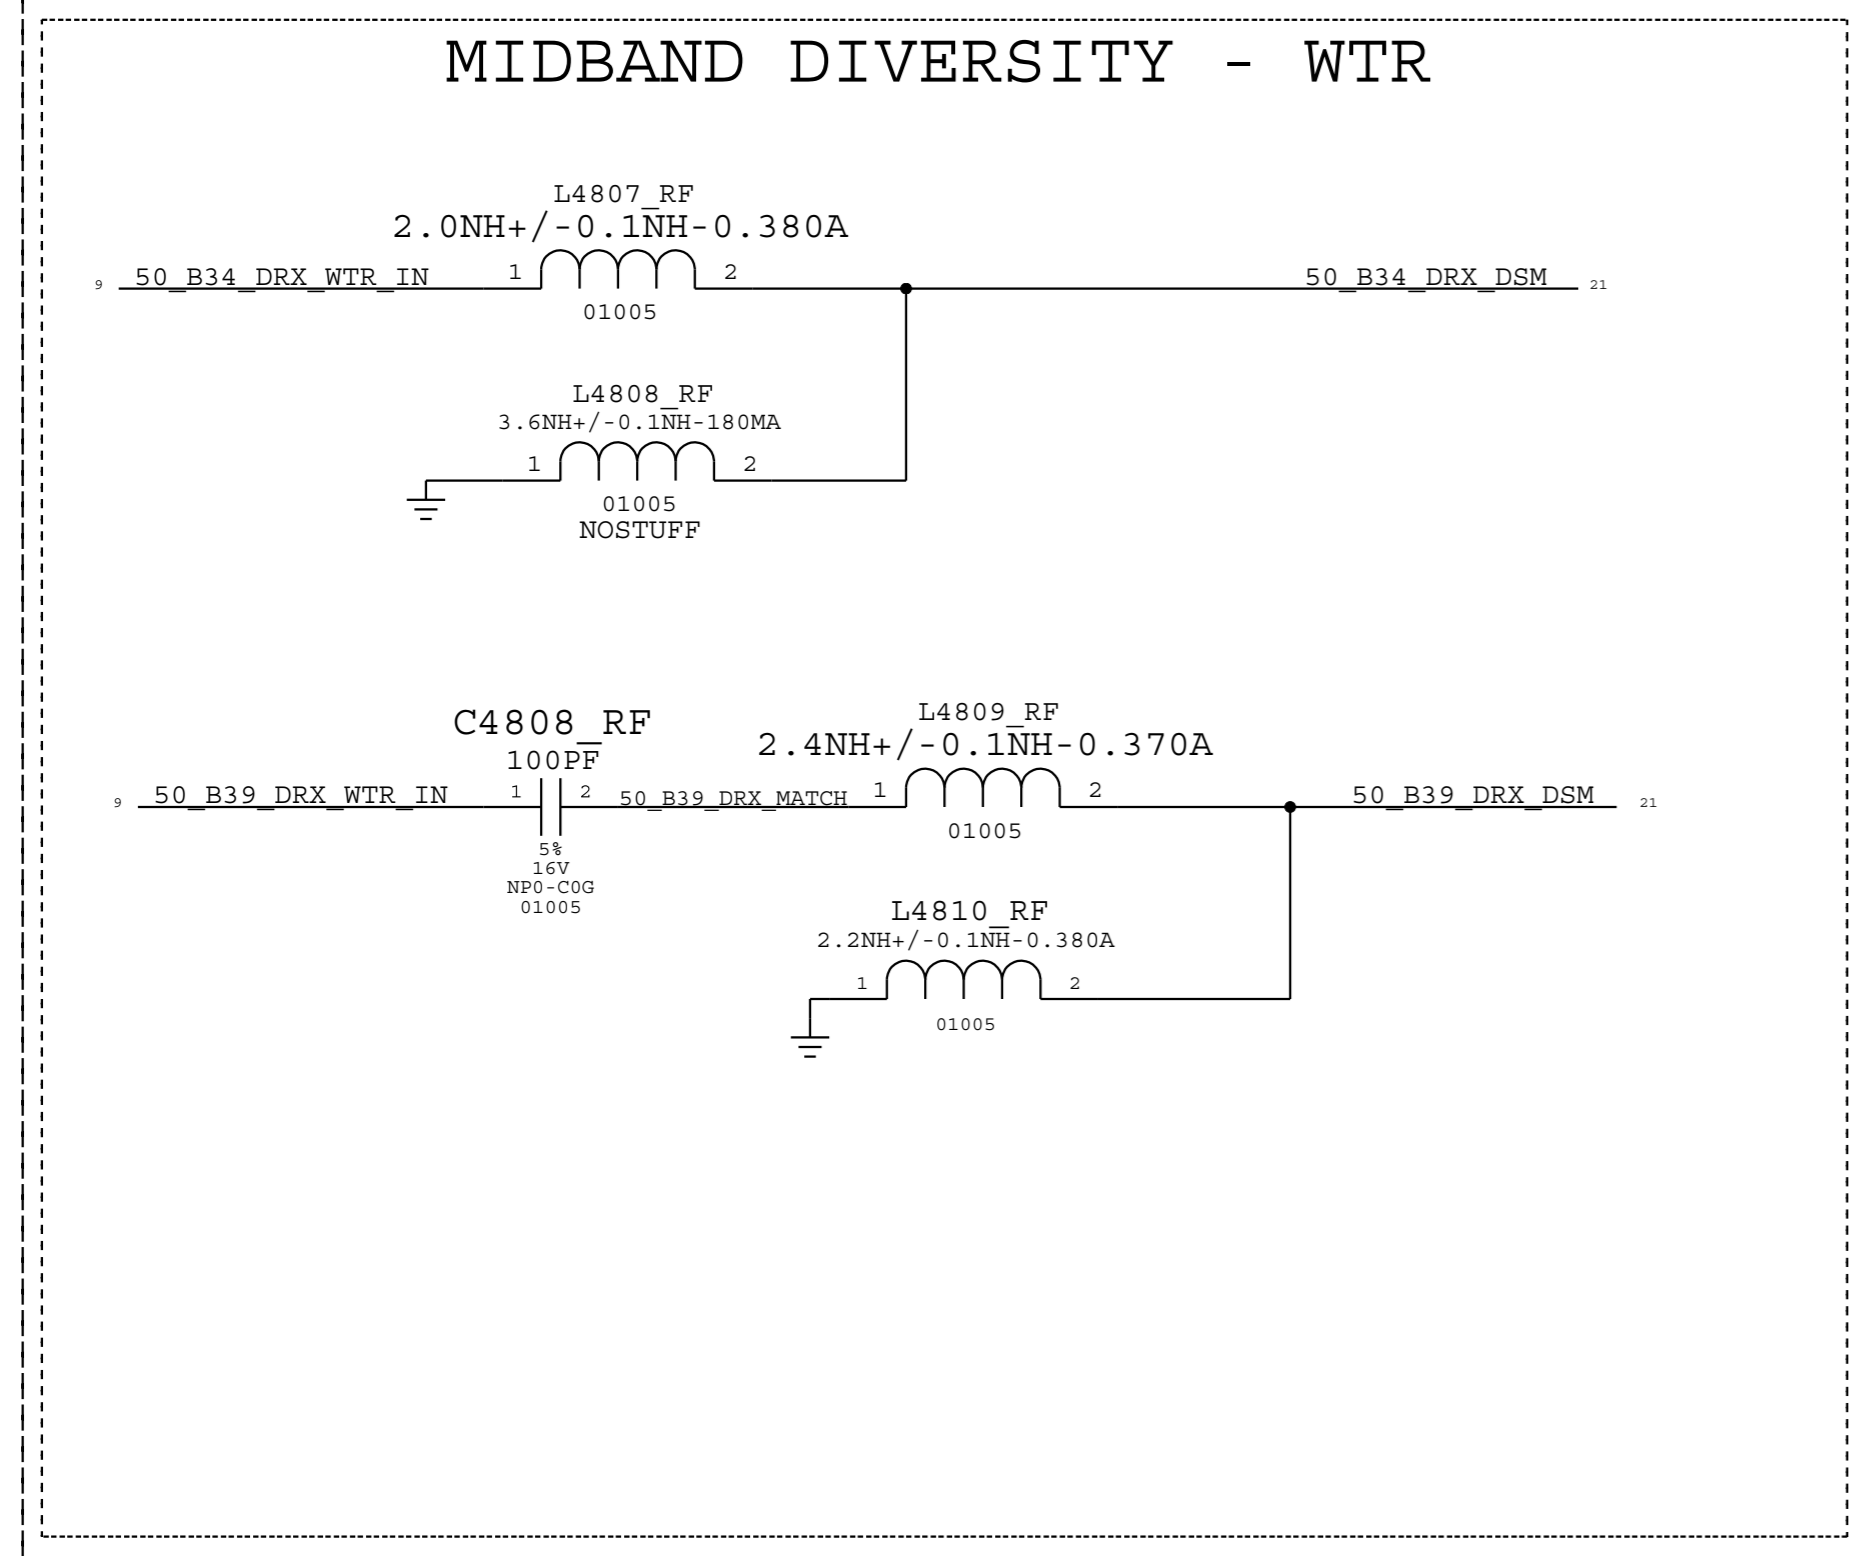 MIDBAND DIVERSITY - WTR
L4807_RF
2.0NH+/-0.1NH-0.380A
9 50_B34_DRX_WTR_IN 1 2 50_B34_DRX_DSM 21
01005
L4808_RF
3.6NH+/-0.1NH-180MA
1 2
01005
NOSTUFF
C4808_RF
100PF
L4809_RF
2.4NH+/-0.1NH-0.370A
9 50_B39_DRX_WTR_IN 1 2 50_B39_DRX_MATCH 1 2 50_B39_DRX_DSM 21
01005
5%
16V
NP0-C0G
01005
L4810_RF
2.2NH+/-0.1NH-0.380A
1 2
01005